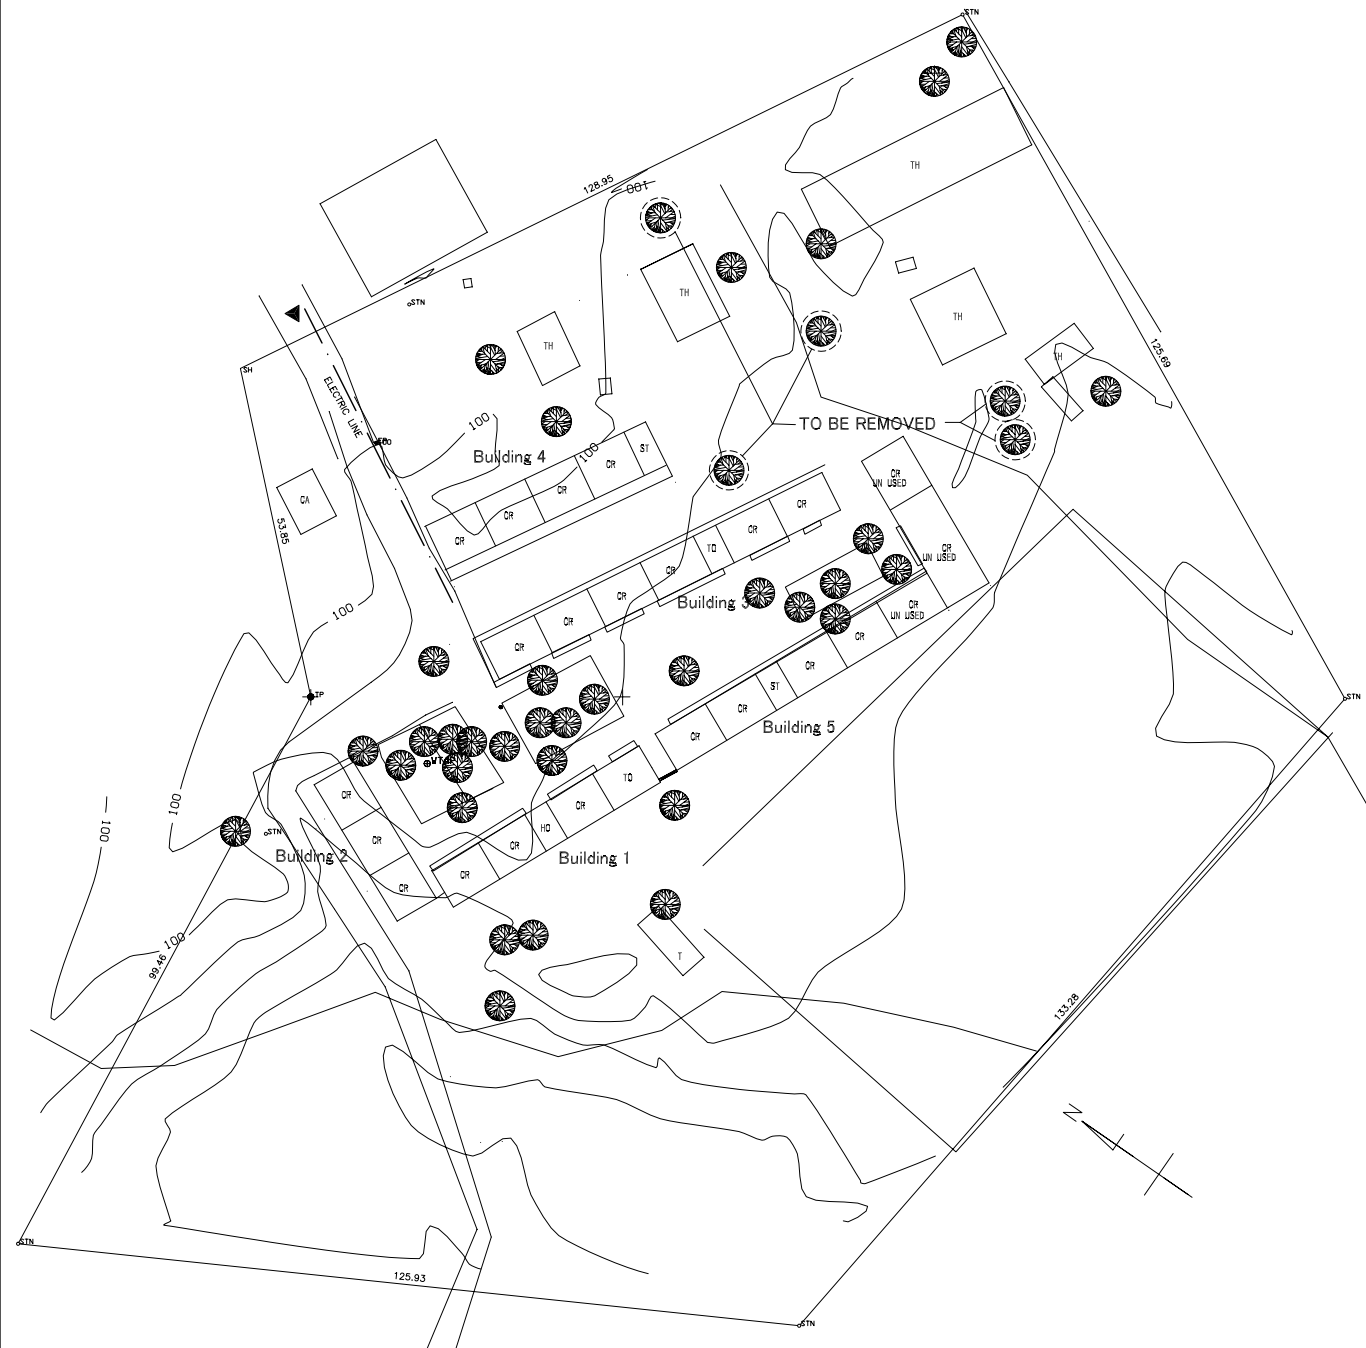 STN
TH
128.95
100
STN
TH
TH
TH
SH
TH
125.69
ELECTRIC LINE
100
TO BE REMOVED
Building 4
100
CR
ST
CR
UN USED
CR
CR
CR
CR
CR
CA
53.85
CR
TO
CR
UN USED
CR
CR
CR
CR
Building 3
100
CR
UN USED
CR
CR
ST
CR
CR
TP
STN
Building 5
CR
TO
CR
100
100
CR
HO
CR
STN
Building 2
Building 1
CR
CR
CR
100
T
99.46
133.28
N
STN
125.93
STN